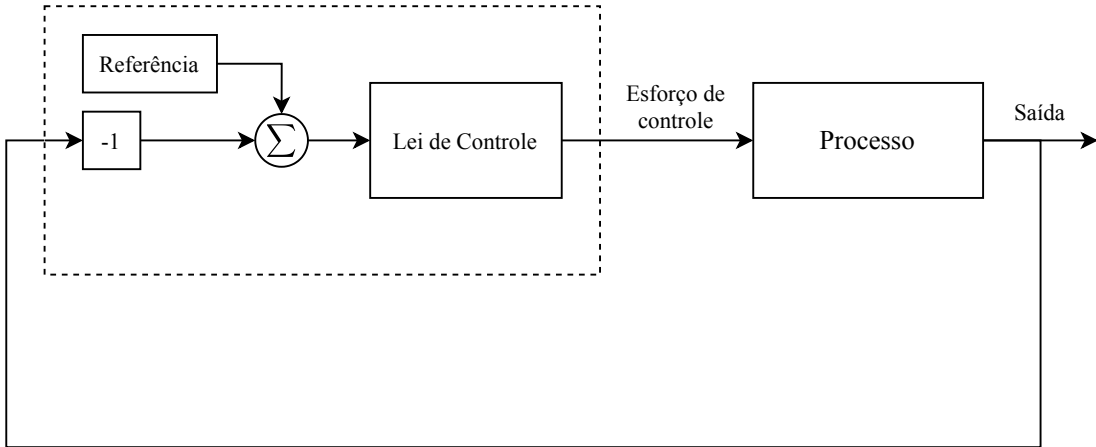 Referência
-1
Σ
Lei de Controle
Esforço de
controle
Processo
Saída